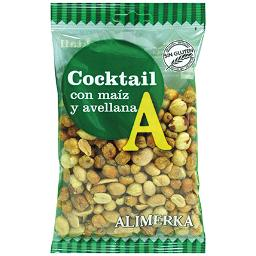 Cocktail
con maíz
y avellana
A
SIN GLUTEN
ALIMERKA